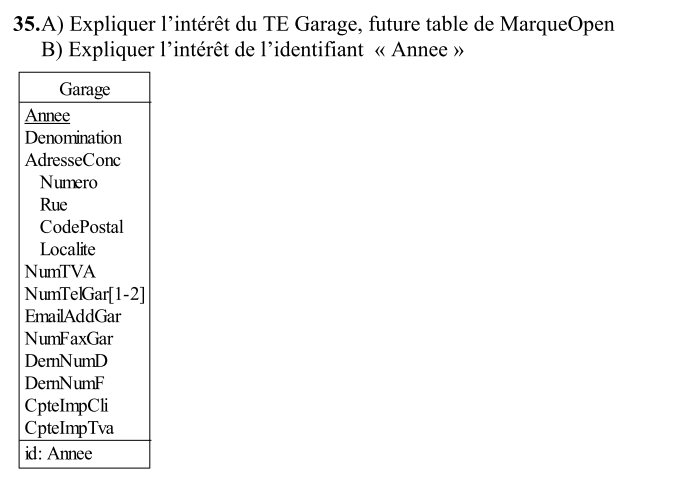 35.A) Expliquer l'intérêt du TE Garage, future table de MarqueOpen
B) Expliquer l'intérêt de l'identifiant « Annee »
Garage
Annee
Denomination
AdresseConc
Numero
Rue
CodePostal
Localite
NumTVA
NumTelGar[1-2]
EmailAddGar
NumFaxGar
DernNumD
DernNumF
CpteImpCli
CpteImpTva
id: Annee